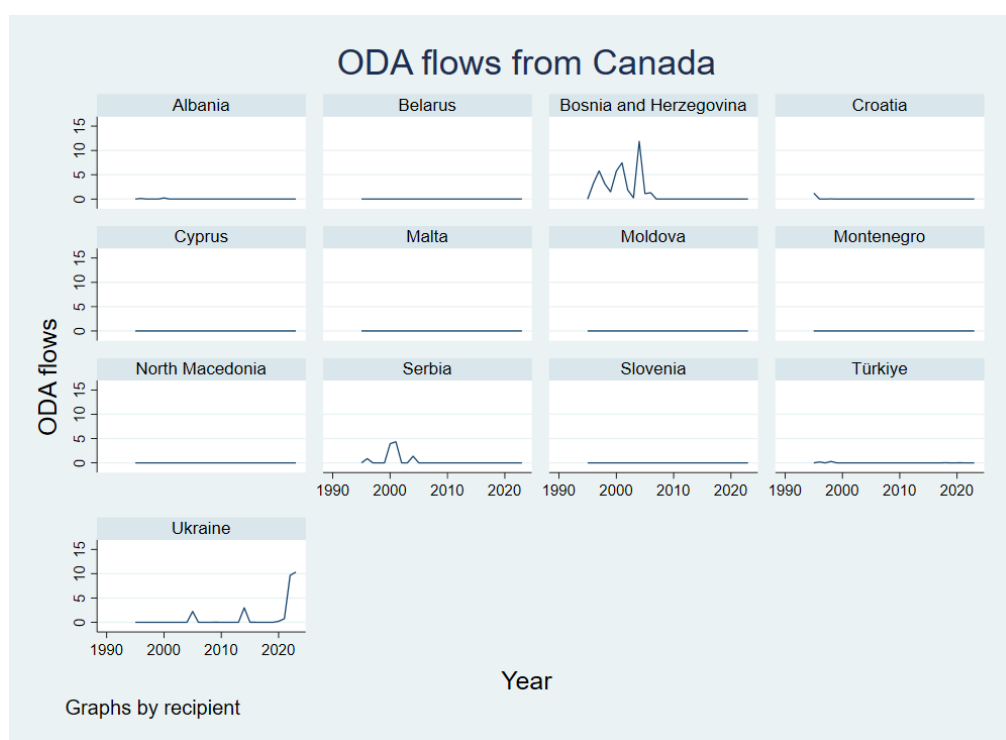 ODA flows from Canada
Albania Belarus Bosnia and Herzegovina Croatia
15
10
5
0
Cyprus Malta Moldova Montenegro
15
10
5
0
ODA flows
North Macedonia Serbia Slovenia Türkiye
15
10
5
0
1990 2000 2010 2020 1990 2000 2010 2020 1990 2000 2010 2020
Ukraine
15
10
5
0
1990 2000 2010 2020
Year
Graphs by recipient